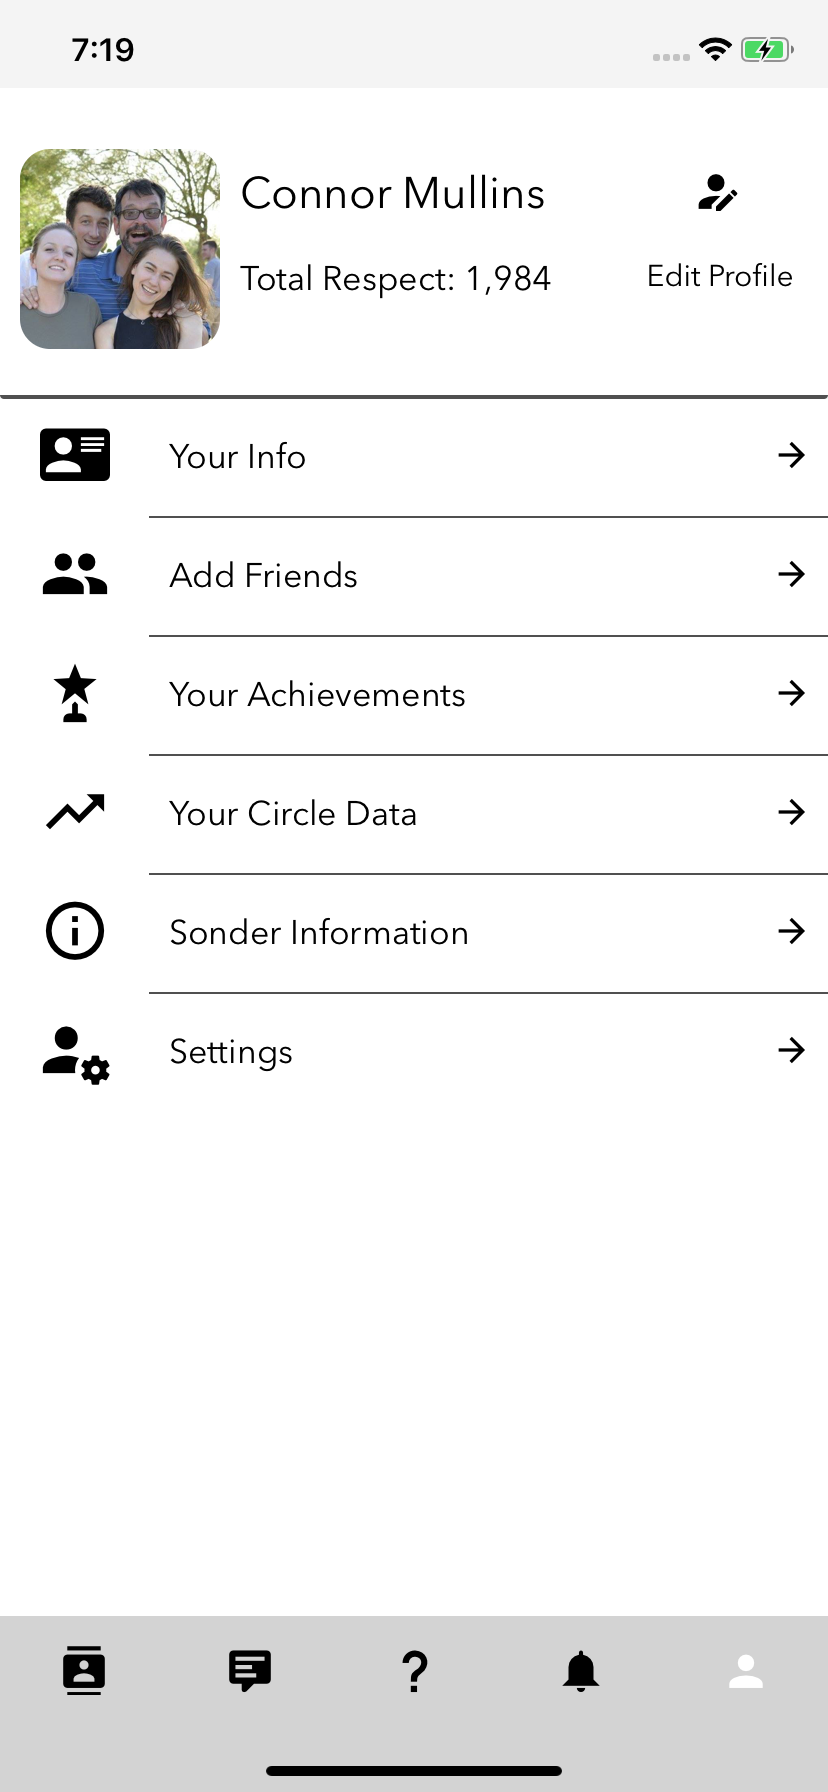 7:19
Connor Mullins
Total Respect: 1,984
Edit Profile
Your Info
Add Friends
Your Achievements
Your Circle Data
Sonder Information
Settings